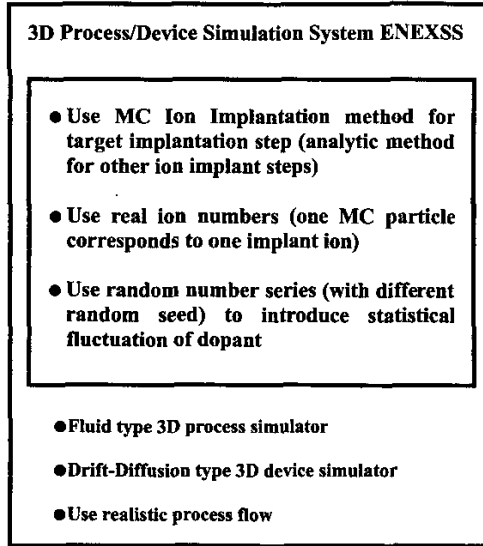 3D Process/Device Simulation System ENEXSS
● Use MC Ion Implantation method for
target implantation step (analytic method
for other ion implant steps)
● Use real ion numbers (one MC particle
corresponds to one implant ion)
● Use random number series (with different
random seed) to introduce statistical
fluctuation of dopant
●Fluid type 3D process simulator
●Drift-Diffusion type 3D device simulator
●Use realistic process flow